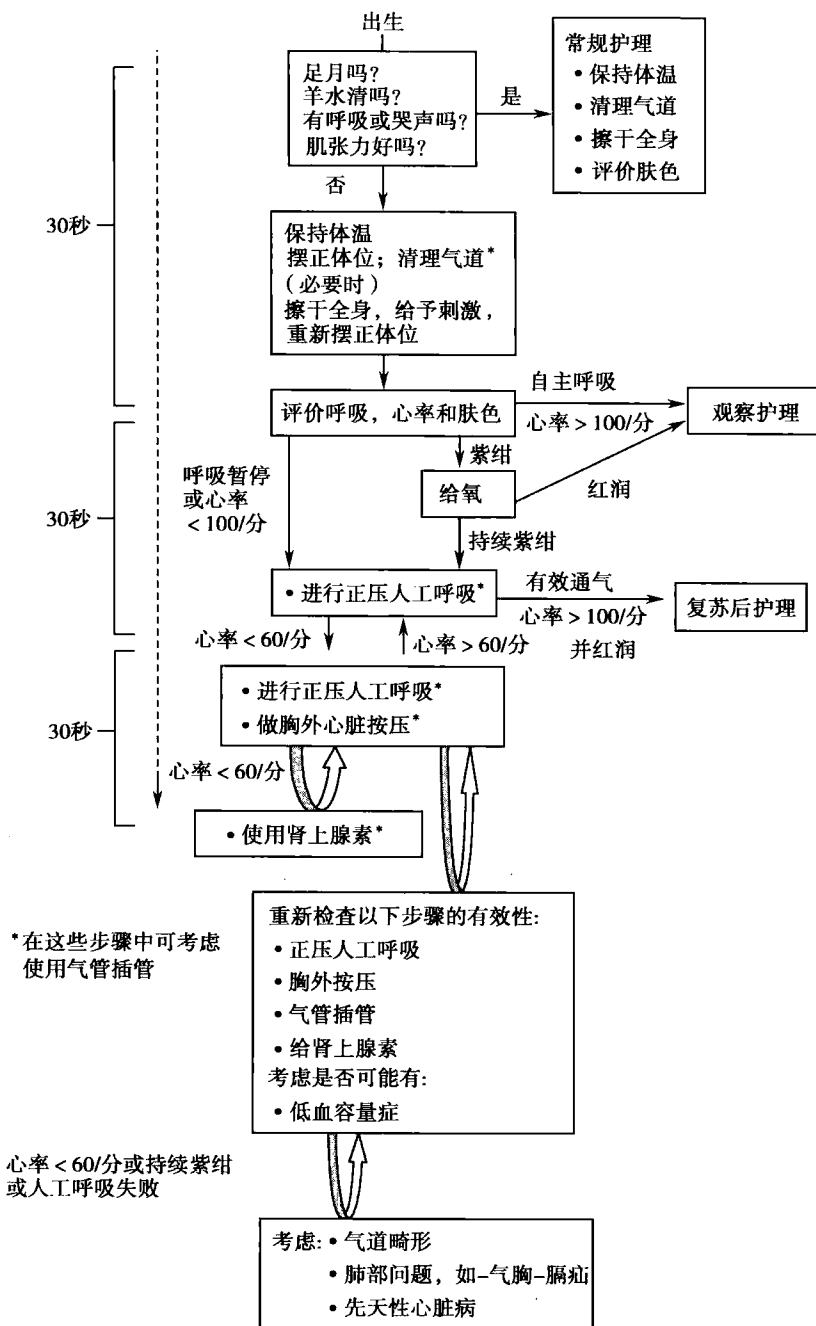 出生
足月吗?
羊水清吗?
有呼吸或哭声吗?
肌张力好吗?
是
常规护理
• 保持体温
• 清理气道
• 擦干全身
• 评价肤色
否
30秒
保持体温
摆正体位; 清理气道*
(必要时)
擦干全身, 给予刺激,
重新摆正体位
评价呼吸, 心率和肤色
自主呼吸
心率>100/分
观察护理
呼吸暂停
或心率
<100/分
紫绀
给氧
红润
30秒
持续紫绀
• 进行正压人工呼吸*
有效通气
心率>100/分
并红润
复苏后护理
心率<60/分
心率>60/分
30秒
• 进行正压人工呼吸*
• 做胸外心脏按压*
心率<60/分
• 使用肾上腺素*
*在这些步骤中可考虑
使用气管插管
重新检查以下步骤的有效性:
• 正压人工呼吸
• 胸外按压
• 气管插管
• 给肾上腺素
考虑是否可能有:
• 低血容量症
心率<60/分或持续紫绀
或人工呼吸失败
考虑: • 气道畸形
• 肺部问题, 如-气胸-膈疝
• 先天性心脏病